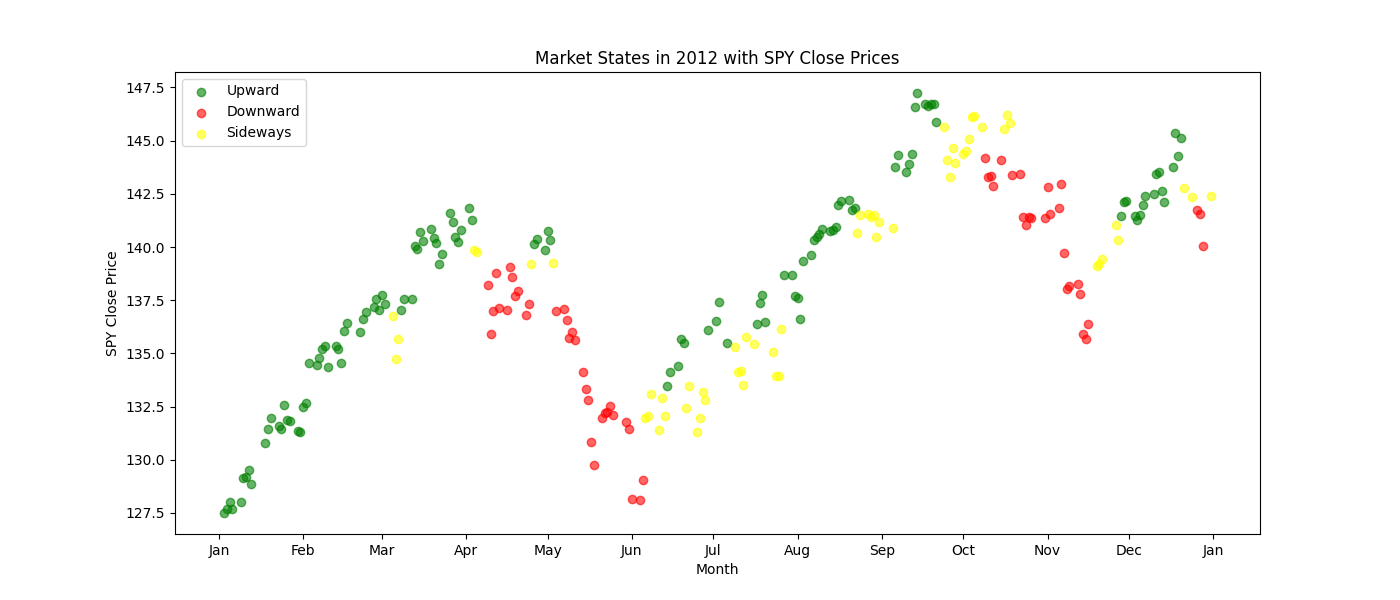 Market States in 2012 with SPY Close Prices
Upward
Downward
Sideways
SPY Close Price
147.5
145.0
142.5
140.0
137.5
135.0
132.5
130.0
127.5
Jan Feb Mar Apr May Jun Jul Aug Sep Oct Nov Dec Jan
Month